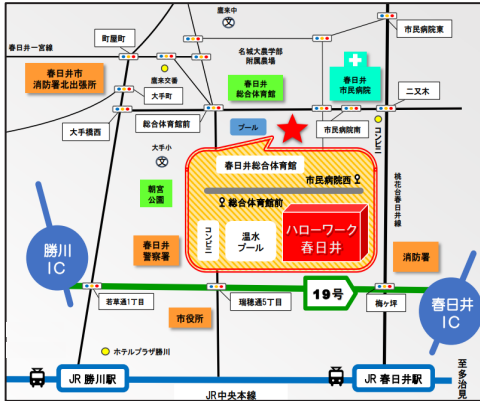 鷹来中
文
市民病院東
町屋町
春日井一宮線
名城大農学部
附属農場
春日井市
消防署北出張所
鷹来交番
春日井
総合体育館
春日井
市民病院
大手町
二又木
大手橋西
総合体育館前
プール
市民病院南
コンビニ
大手小
文
春日井総合体育館
市民病院西
桃花台春日井線
朝宮
公園
総合体育館前
コンビニ
温水
プール
ハローワーク
春日井
勝川
IC
春日井
警察署
消防署
19号
春日井
IC
若草通1丁目
瑞穂通5丁目
梅ヶ坪
市役所
ホテルプラザ勝川
至多治見
JR 勝川駅
JR 春日井駅
JR中央本線